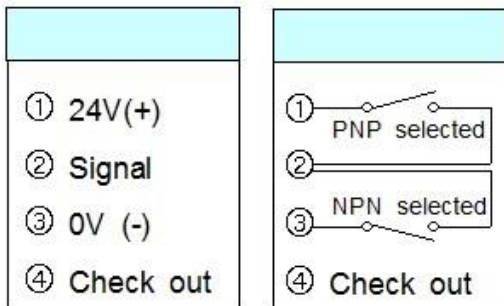 ① 24V(+)
② Signal
③ 0V (-)
④ Check out
①
PNP selected
②
③ NPN selected
④ Check out